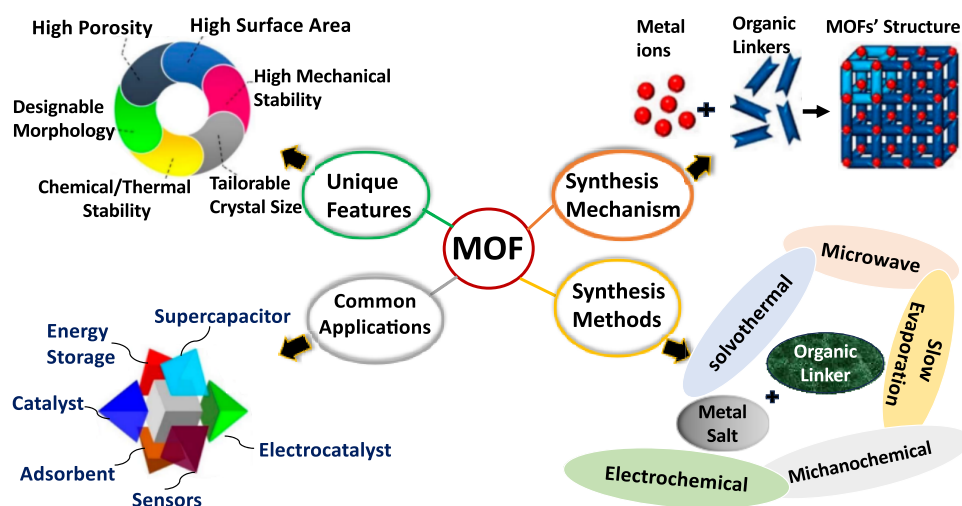 High Porosity
High Surface Area
High Mechanical
Stability
Designable
Morphology
Chemical/Thermal
Stability
Tailorable
Crystal Size
Unique
Features
Metal
ions
Organic
Linkers
MOFs' Structure
+
Synthesis
Mechanism
MOF
Common
Applications
Synthesis
Methods
Energy
Storage
Supercapacitor
Catalyst
Electrocatalyst
Adsorbent
Sensors
Microwave
solvothermal
Slow
Evaporation
Organic
Linker
+
Metal
Salt
Electrochemical
Michanochemical